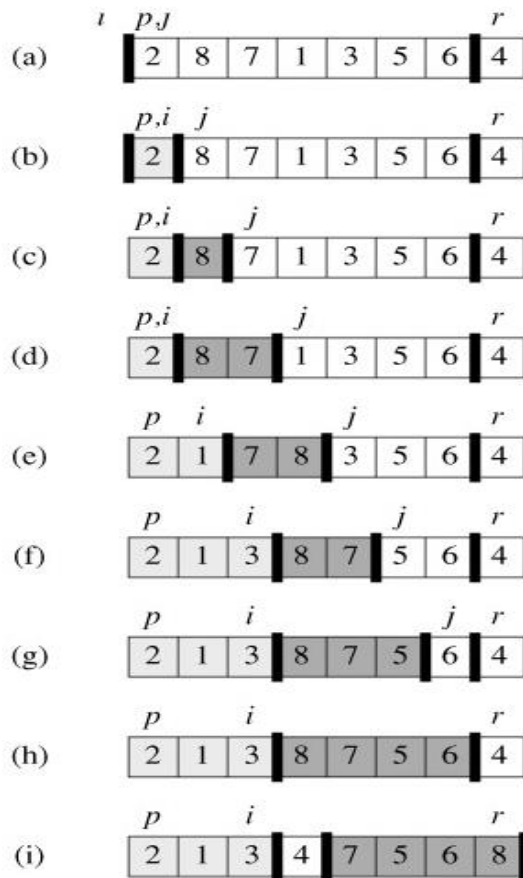 i p,j r
(a) 2 8 7 1 3 5 6 4
p,i j r
(b) 2 8 7 1 3 5 6 4
p,i j r
(c) 2 8 7 1 3 5 6 4
p,i j r
(d) 2 8 7 1 3 5 6 4
p i j r
(e) 2 1 7 8 3 5 6 4
p i j r
(f) 2 1 3 8 7 5 6 4
p i j r
(g) 2 1 3 8 7 5 6 4
p i r
(h) 2 1 3 8 7 5 6 4
p i r
(i) 2 1 3 4 7 5 6 8